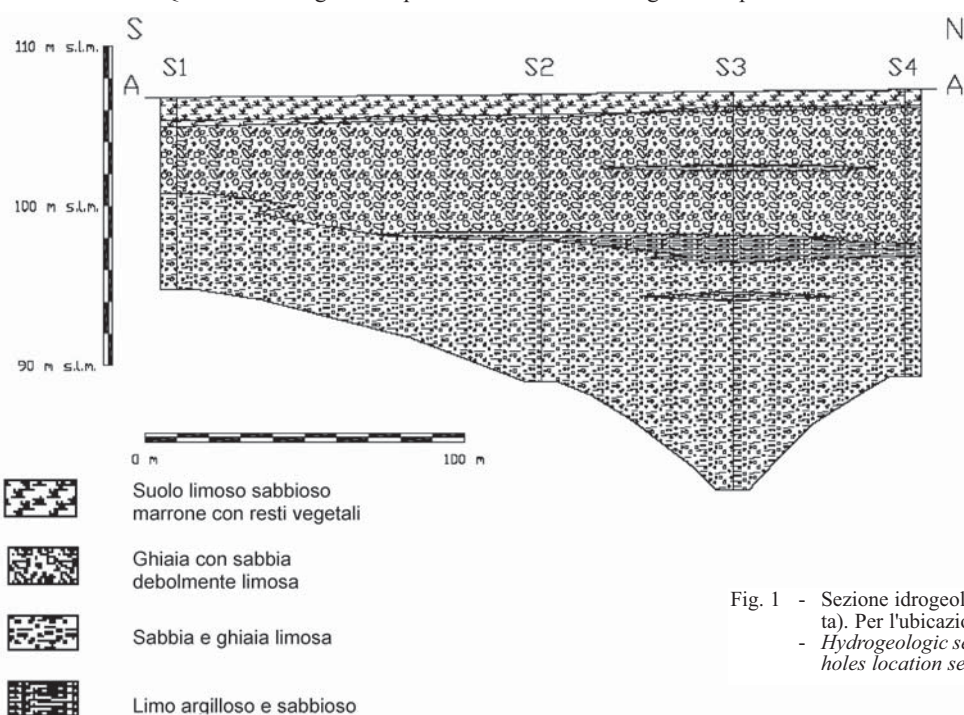 S N
110 m s.l.m.
A S1 S2 S3 S4 A
100 m s.l.m.
90 m s.l.m.
0 m 100 m
Suolo limoso sabbioso
marrone con resti vegetali
Ghiaia con sabbia
debolmente limosa
Sabbia e ghiaia limosa
Limo argilloso e sabbioso
Fig. 1 - Sezione idrogeol
ta). Per l'ubicazio
- Hydrogeologic se
holes location se